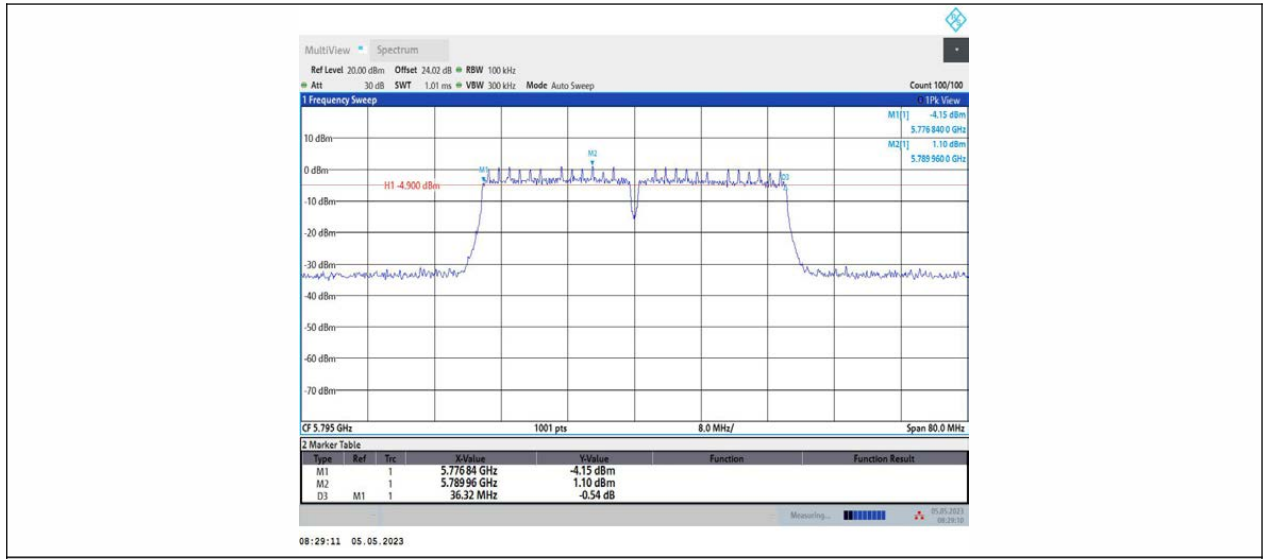 MultiView Spectrum
Ref Level 20.00 dBm Offset 24.02 dB RBW 100 kHz
Att 30 dB SWT 1.01 ms VBW 300 kHz Mode Auto Sweep Count 100/100
1 Frequency Sweep 1Pk View
M1[1] -4.15 dBm
5.776 840 0 GHz
10 dBm
M2[1] 1.10 dBm
5.789 960 0 GHz
M2
0 dBm
M1
D3
H1 -4.900 dBm
-10 dBm
-20 dBm
-30 dBm
-40 dBm
-50 dBm
-60 dBm
-70 dBm
CF 5.795 GHz 1001 pts 8.0 MHz/ Span 80.0 MHz
2 Marker Table
Type Ref Trc X-Value Y-Value Function Function Result
M1 1 5.776 84 GHz -4.15 dBm
M2 1 5.789 96 GHz 1.10 dBm
D3 M1 1 36.32 MHz -0.54 dB
Measuring... 05.05.2023
08:29:10
08:29:11 05.05.2023